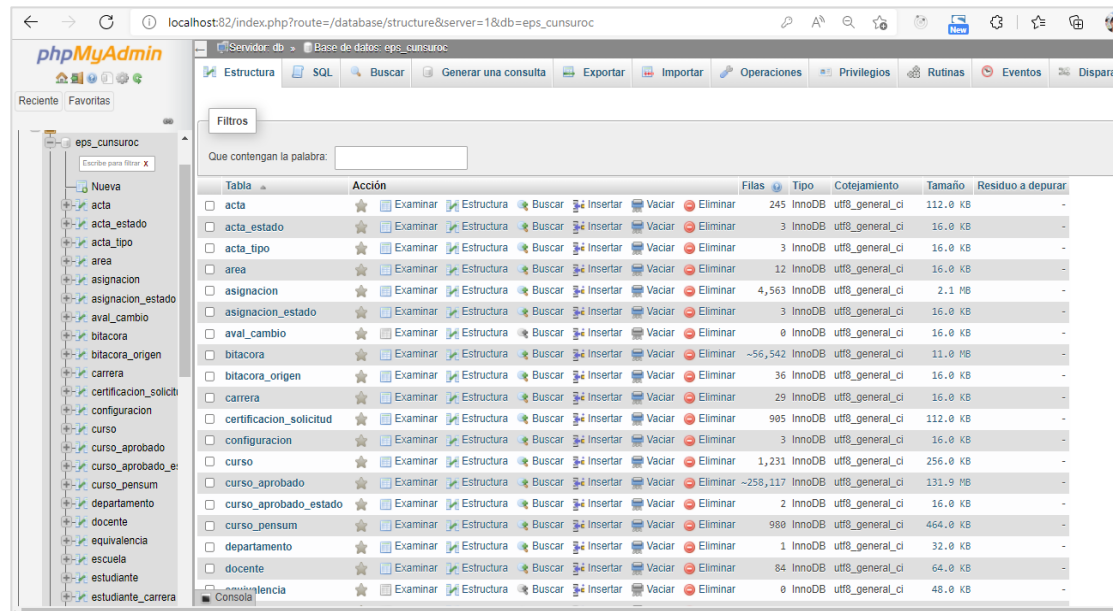 localhost:82/index.php?route=/database/structure&server=1&db=eps_cunsuroc
New
phpMyAdmin
Reciente Favoritas
eps_cunsuroc
Escribe para filtrar X
Nueva
acta
acta_estado
acta_tipo
area
asignacion
asignacion_estado
aval_cambio
bitacora
bitacora_origen
carrera
certificacion_solicit
configuracion
curso
curso_aprobado
curso_aprobado_e
curso_pensum
departamento
docente
equivalencia
escuela
estudiante
estudiante_carrera
Servidor: db » Base de datos: eps_cunsuroc
Estructura SQL Buscar Generar una consulta Exportar Importar Operaciones Privilegios Rutinas Eventos Dispara
Filtros
Que contengan la palabra:
Tabla Acción Filas Tipo Cotejamiento Tamaño Residuo a depurar
acta Examinar Estructura Buscar Insertar Vaciar Eliminar 245 InnoDB utf8_general_ci 112.0 KB -
acta_estado Examinar Estructura Buscar Insertar Vaciar Eliminar 3 InnoDB utf8_general_ci 16.0 KB -
acta_tipo Examinar Estructura Buscar Insertar Vaciar Eliminar 3 InnoDB utf8_general_ci 16.0 KB -
area Examinar Estructura Buscar Insertar Vaciar Eliminar 12 InnoDB utf8_general_ci 16.0 KB -
asignacion Examinar Estructura Buscar Insertar Vaciar Eliminar 4,563 InnoDB utf8_general_ci 2.1 MB -
asignacion_estado Examinar Estructura Buscar Insertar Vaciar Eliminar 3 InnoDB utf8_general_ci 16.0 KB -
aval_cambio Examinar Estructura Buscar Insertar Vaciar Eliminar 0 InnoDB utf8_general_ci 16.0 KB -
bitacora Examinar Estructura Buscar Insertar Vaciar Eliminar ~56,542 InnoDB utf8_general_ci 11.0 MB -
bitacora_origen Examinar Estructura Buscar Insertar Vaciar Eliminar 36 InnoDB utf8_general_ci 16.0 KB -
carrera Examinar Estructura Buscar Insertar Vaciar Eliminar 29 InnoDB utf8_general_ci 16.0 KB -
certificacion_solicitud Examinar Estructura Buscar Insertar Vaciar Eliminar 905 InnoDB utf8_general_ci 112.0 KB -
configuracion Examinar Estructura Buscar Insertar Vaciar Eliminar 3 InnoDB utf8_general_ci 16.0 KB -
curso Examinar Estructura Buscar Insertar Vaciar Eliminar 1,231 InnoDB utf8_general_ci 256.0 KB -
curso_aprobado Examinar Estructura Buscar Insertar Vaciar Eliminar ~258,117 InnoDB utf8_general_ci 131.9 MB -
curso_aprobado_estado Examinar Estructura Buscar Insertar Vaciar Eliminar 2 InnoDB utf8_general_ci 16.0 KB -
curso_pensum Examinar Estructura Buscar Insertar Vaciar Eliminar 980 InnoDB utf8_general_ci 464.0 KB -
departamento Examinar Estructura Buscar Insertar Vaciar Eliminar 1 InnoDB utf8_general_ci 32.0 KB -
docente Examinar Estructura Buscar Insertar Vaciar Eliminar 84 InnoDB utf8_general_ci 64.0 KB -
equivalencia Examinar Estructura Buscar Insertar Vaciar Eliminar 0 InnoDB utf8_general_ci 48.0 KB -
Consola